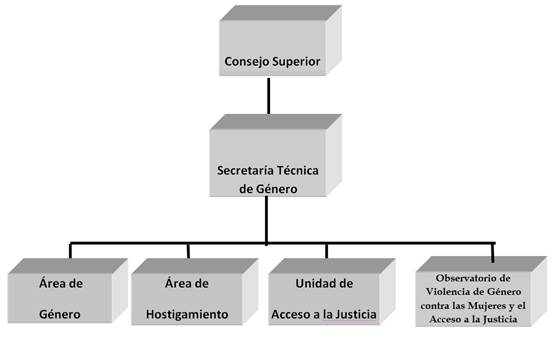 Consejo Superior
Secretaría Técnica
de Género
Área de
Género
Área de
Hostigamiento
Unidad de
Acceso a la Justicia
Observatorio de
Violencia de Género
contra las Mujeres y el
Acceso a la Justicia